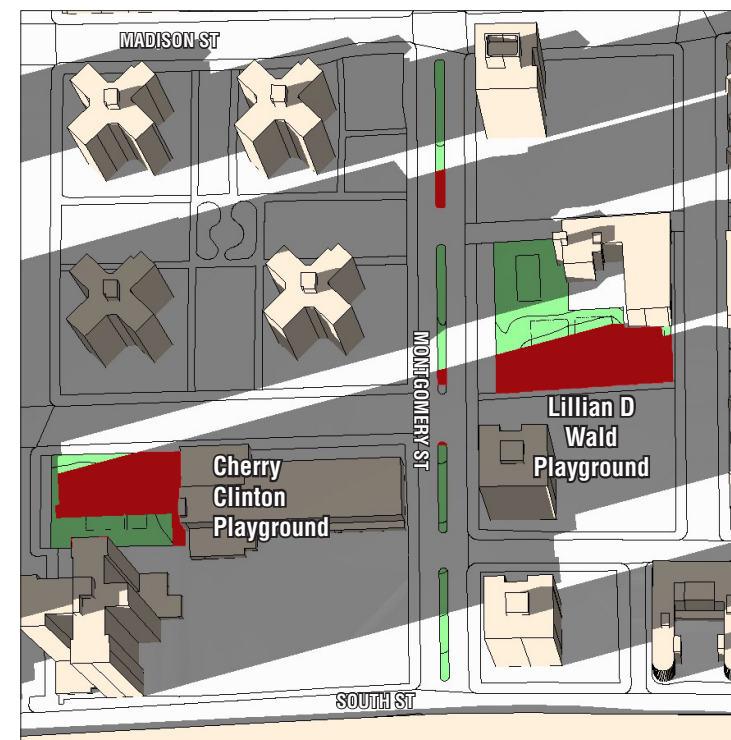 MADISON ST
MONTGOMERY ST
Lillian D
Wald
Playground
Cherry
Clinton
Playground
SOUTH ST